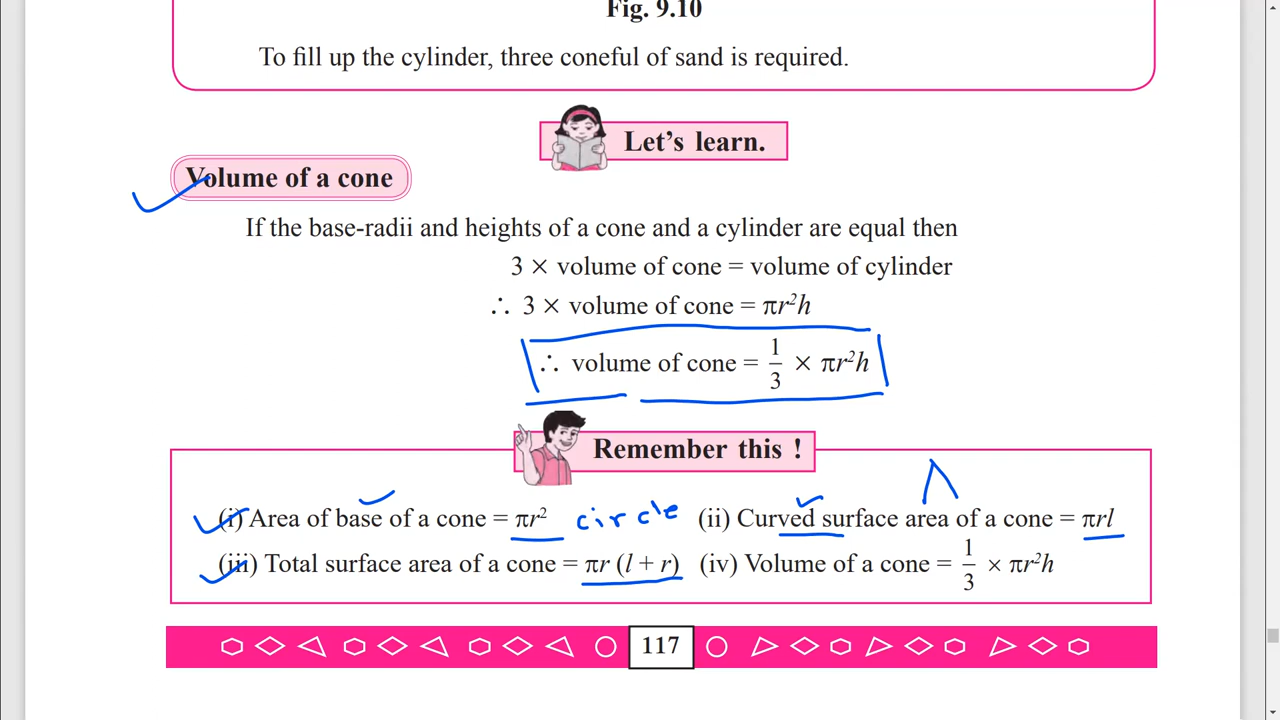 Fig. 9.10
To fill up the cylinder, three coneful of sand is required.
Let's learn.
Volume of a cone
If the base-radii and heights of a cone and a cylinder are equal then
3 × volume of cone = volume of cylinder
∴ 3 × volume of cone = πr²h
∴ volume of cone = 1/3 × πr²h
Remember this !
(i) Area of base of a cone = πr² circle (ii) Curved surface area of a cone = πrl
(iii) Total surface area of a cone = πr (l + r) (iv) Volume of a cone = 1/3 × πr²h
117